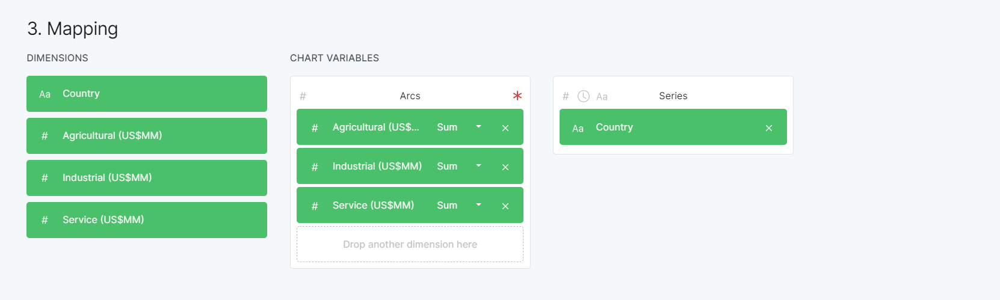 3. Mapping
DIMENSIONS
Aa Country
# Agricultural (US$MM)
# Industrial (US$MM)
# Service (US$MM)
CHART VARIABLES
# Arcs *
# Agricultural (US$... Sum
# Industrial (US$MM) Sum
# Service (US$MM) Sum
Drop another dimension here
# Aa Series
Aa Country